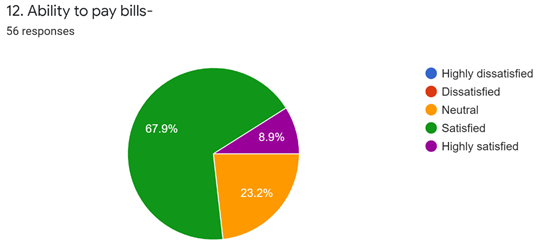 12. Ability to pay bills-
56 responses
Highly dissatisfied
Dissatisfied
Neutral
Satisfied
Highly satisfied
67.9%
8.9%
23.2%